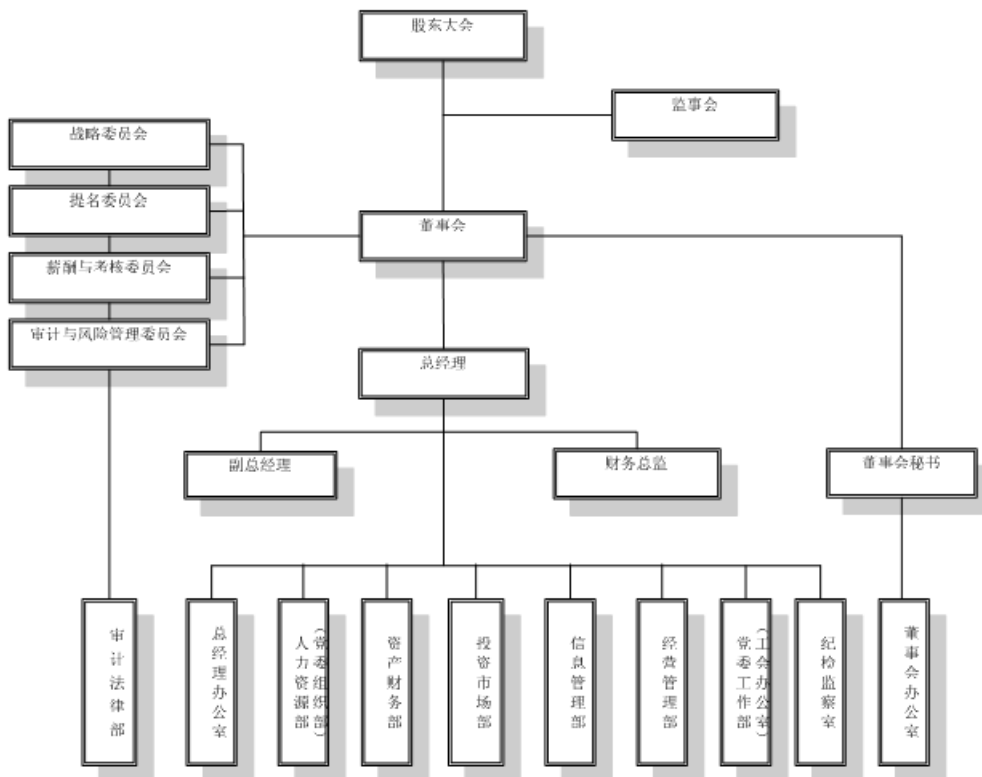 股东大会
监事会
战略委员会
提名委员会
董事会
薪酬与考核委员会
审计与风险管理委员会
总经理
副总经理
财务总监
董事会秘书
审计法律部
总经理办公室
(党委组织部)
人力资源部
资产财务部
投资市场部
信息管理部
经营管理部
(工会办公室)
党委工作部
纪检监察室
董事会办公室